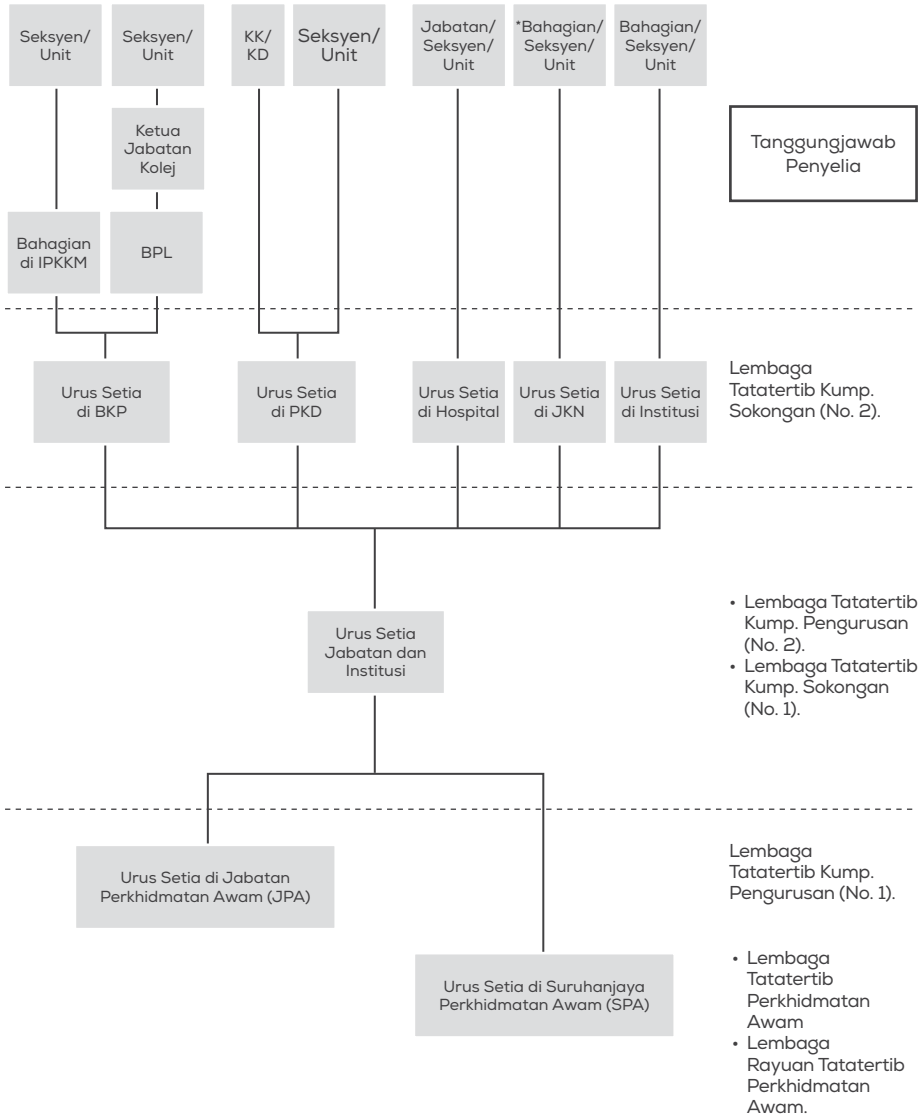 Seksyen/
Unit
Seksyen/
Unit
KK/
KD
Seksyen/
Unit
Jabatan/
Seksyen/
Unit
*Bahagian/
Seksyen/
Unit
Bahagian/
Seksyen/
Unit
Ketua
Jabatan
Kolej
Tanggungjawab
Penyelia
Bahagian
di IPKKM
BPL
Urus Setia
di BKP
Urus Setia
di PKD
Urus Setia
di Hospital
Urus Setia
di JKN
Urus Setia
di Institusi
Lembaga
Tatatertib Kump.
Sokongan (No. 2).
Urus Setia
Jabatan dan
Institusi
• Lembaga Tatatertib
Kump. Pengurusan
(No. 2).
• Lembaga Tatatertib
Kump. Sokongan
(No. 1).
Urus Setia di Jabatan
Perkhidmatan Awam (JPA)
Lembaga
Tatatertib Kump.
Pengurusan (No. 1).
Urus Setia di Suruhanjaya
Perkhidmatan Awam (SPA)
• Lembaga
Tatatertib
Perkhidmatan
Awam
• Lembaga
Rayuan Tatatertib
Perkhidmatan
Awam.